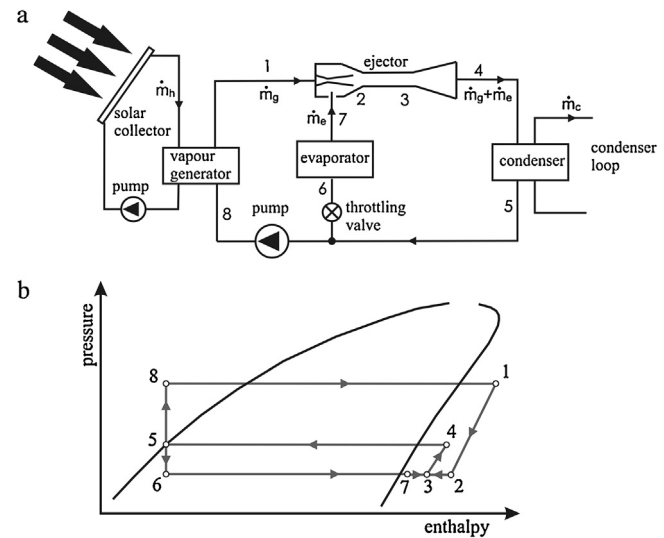 a
solar
collector
ṁh
pump
vapour
generator
1
ṁg
8
pump
ejector
2
3
ṁe
7
evaporator
6
throttling
valve
4
ṁg+ṁe
condenser
5
ṁc
condenser
loop
b
pressure
8
1
5
4
6
7
3
2
enthalpy